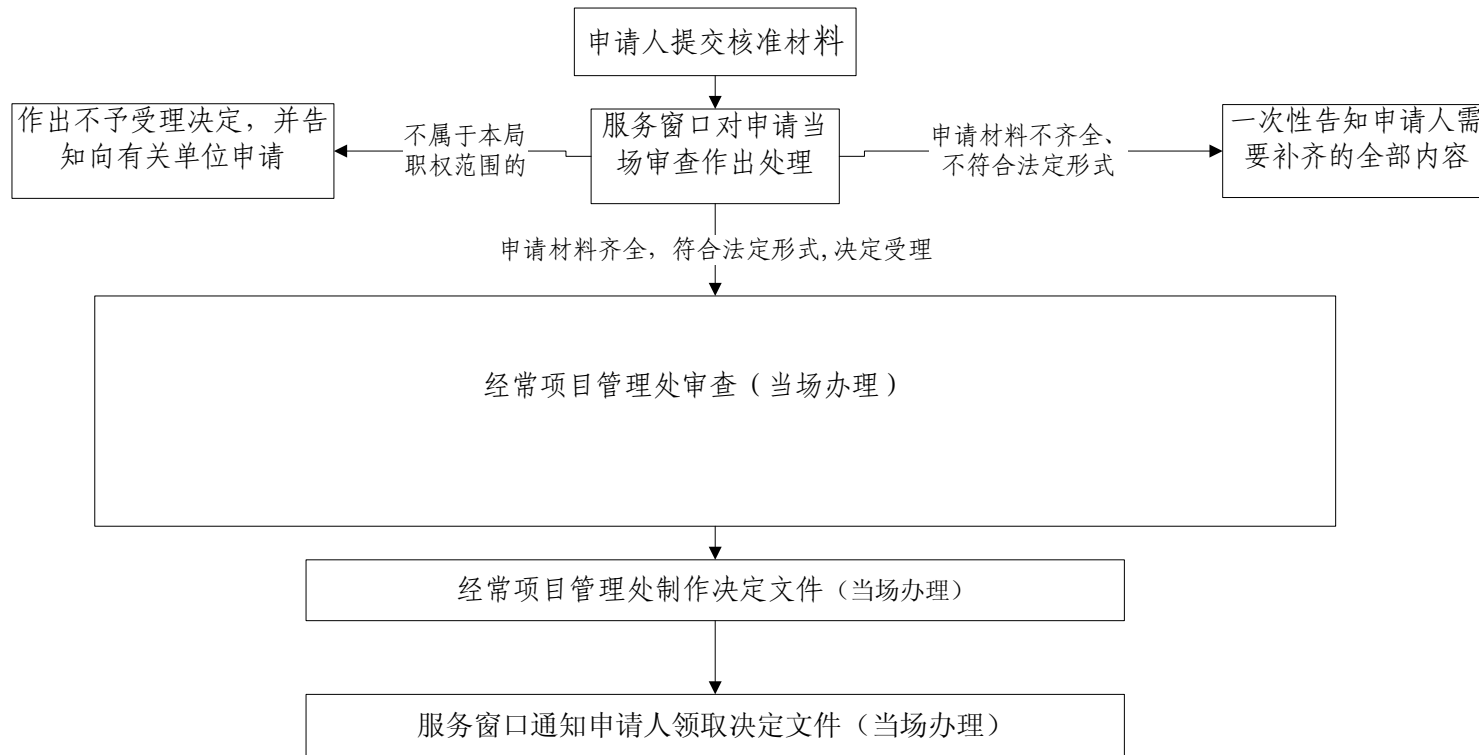 申请人提交核准材料
作出不予受理决定，并告
知向有关单位申请
不属于本局
职权范围的
服务窗口对申请当
场审查作出处理
申请材料不齐全、
不符合法定形式
一次性告知申请人需
要补齐的全部内容
申请材料齐全，符合法定形式,决定受理
经常项目管理处审查（当场办理）
经常项目管理处制作决定文件（当场办理）
服务窗口通知申请人领取决定文件（当场办理）